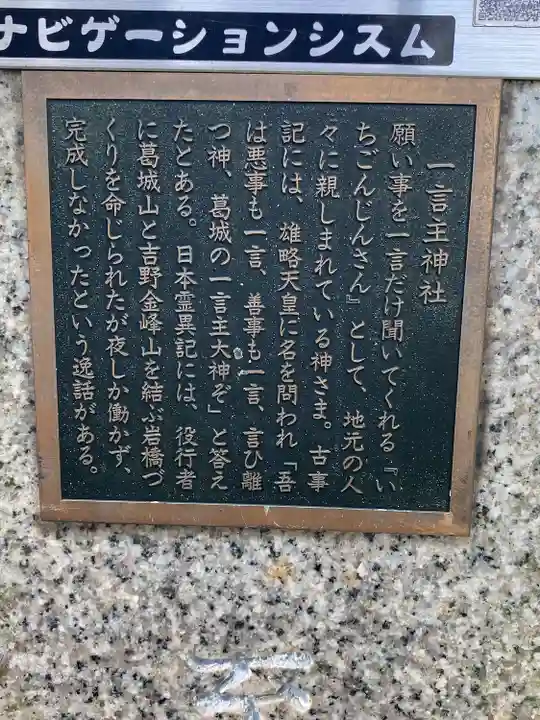 ナビゲーションシスム
一言主神社
願い事を一言だけ聞いてくれる『い
ちごんじんさん』として、地元の人
々に親しまれている神さま。古事
記には、雄略天皇に名を問われ「吾
は悪事も一言、善事も一言、言ひ離
つ神、葛城の一言主大神ぞ」と答え
たとある。日本霊異記には、役行者
に葛城山と吉野金峰山を結ぶ岩橋づ
くりを命じられたが夜しか働かず、
完成しなかったという逸話がある。